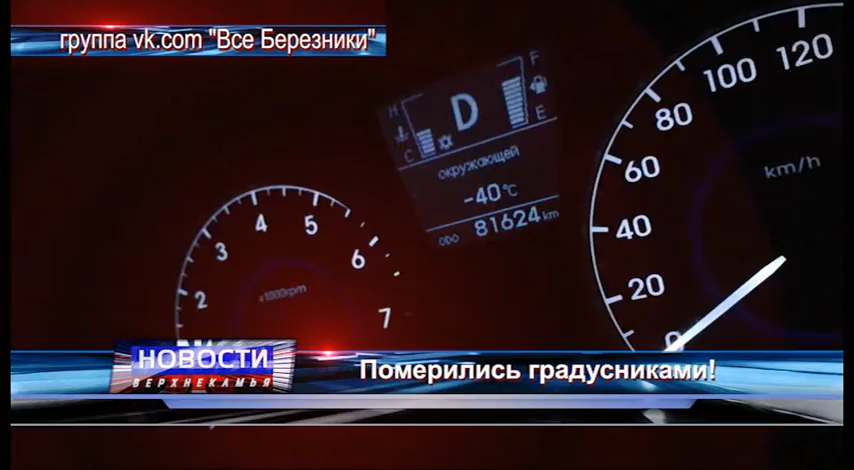 группа vk.com "Все Березники"
H
C
D
F
E
окружающей
-40°C
ODO 81624 km
2
3
4
5
6
7
x1000rpm
0
20
40
60
80
100
120
km/h
НОВОСТИ
ВЕРХНЕКАМЬЯ
Померились градусниками!